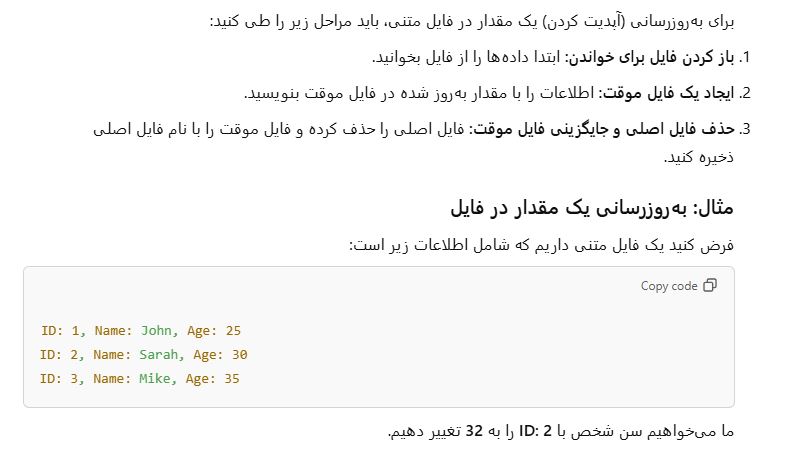 برای به‌روزرسانی (آپدیت کردن) یک مقدار در فایل متنی، باید مراحل زیر را طی کنید:
1. باز کردن فایل برای خواندن: ابتدا داده‌ها را از فایل بخوانید.
2. ایجاد یک فایل موقت: اطلاعات را با مقدار به‌روز شده در فایل موقت بنویسید.
3. حذف فایل اصلی و جایگزینی فایل موقت: فایل اصلی را حذف کرده و فایل موقت را با نام فایل اصلی
ذخیره کنید.
مثال: به‌روزرسانی یک مقدار در فایل
فرض کنید یک فایل متنی داریم که شامل اطلاعات زیر است:
Copy code
ID: 1, Name: John, Age: 25
ID: 2, Name: Sarah, Age: 30
ID: 3, Name: Mike, Age: 35
ما می‌خواهیم سن شخص با ID: 2 را به 32 تغییر دهیم.